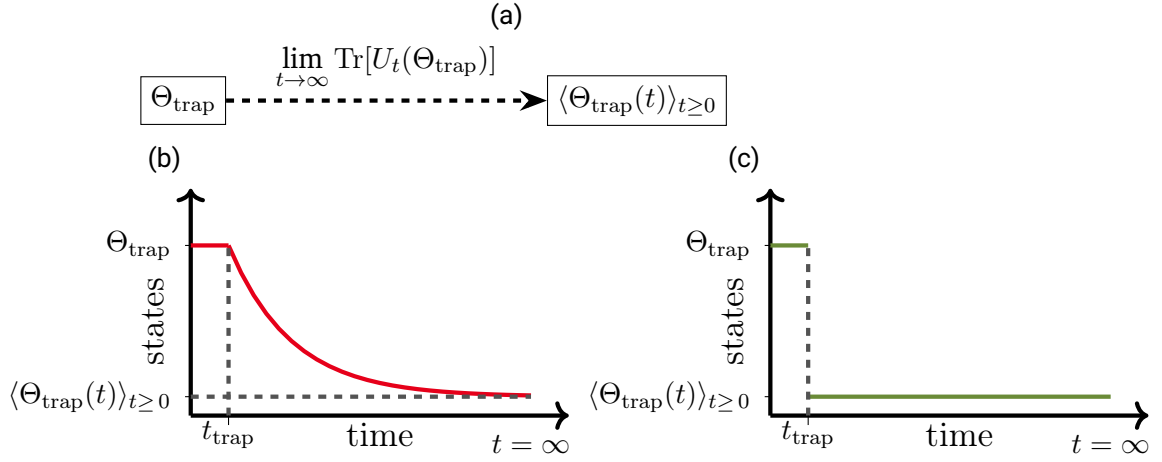 (a)
lim Tr[U_t(Θ_trap)]
t→∞
Θ_trap
⟨Θ_trap(t)⟩_{t≥0}
(b)
Θ_trap
states
⟨Θ_trap(t)⟩_{t≥0}
t_trap
time
t = ∞
(c)
Θ_trap
states
⟨Θ_trap(t)⟩_{t≥0}
t_trap
time
t = ∞